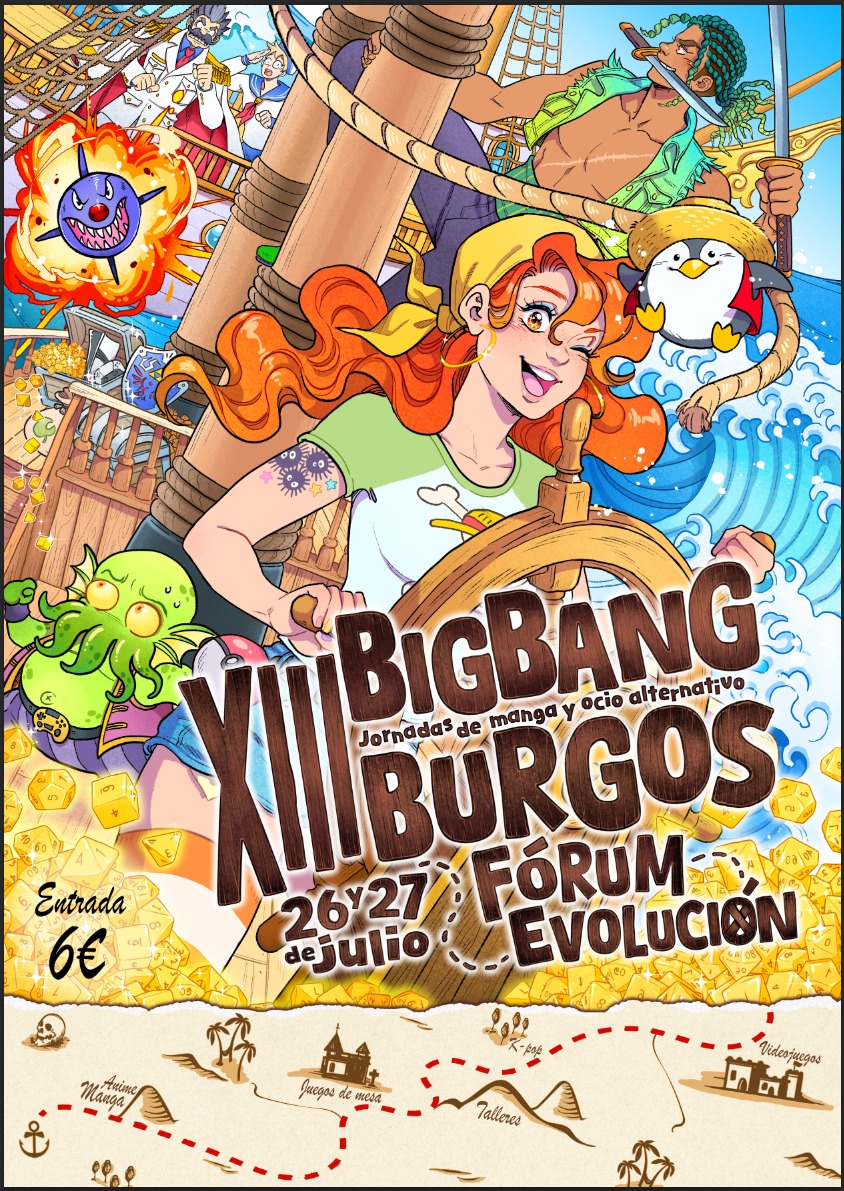 XIII BIGBANG
Jornadas de manga y ocio alternativo
BURGOS
26 y 27
de julio
FÓRUM
EVOLUCIÓN
Entrada
6€
K-pop
Videojuegos
Anime
Manga
Juegos de mesa
Talleres